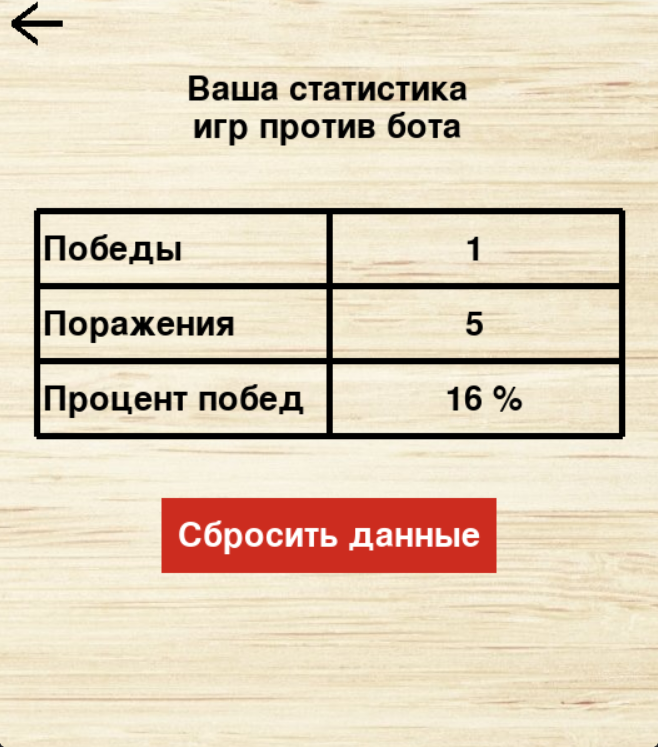 Ваша статистика
игр против бота
Победы 1
Поражения 5
Процент побед 16 %
Сбросить данные